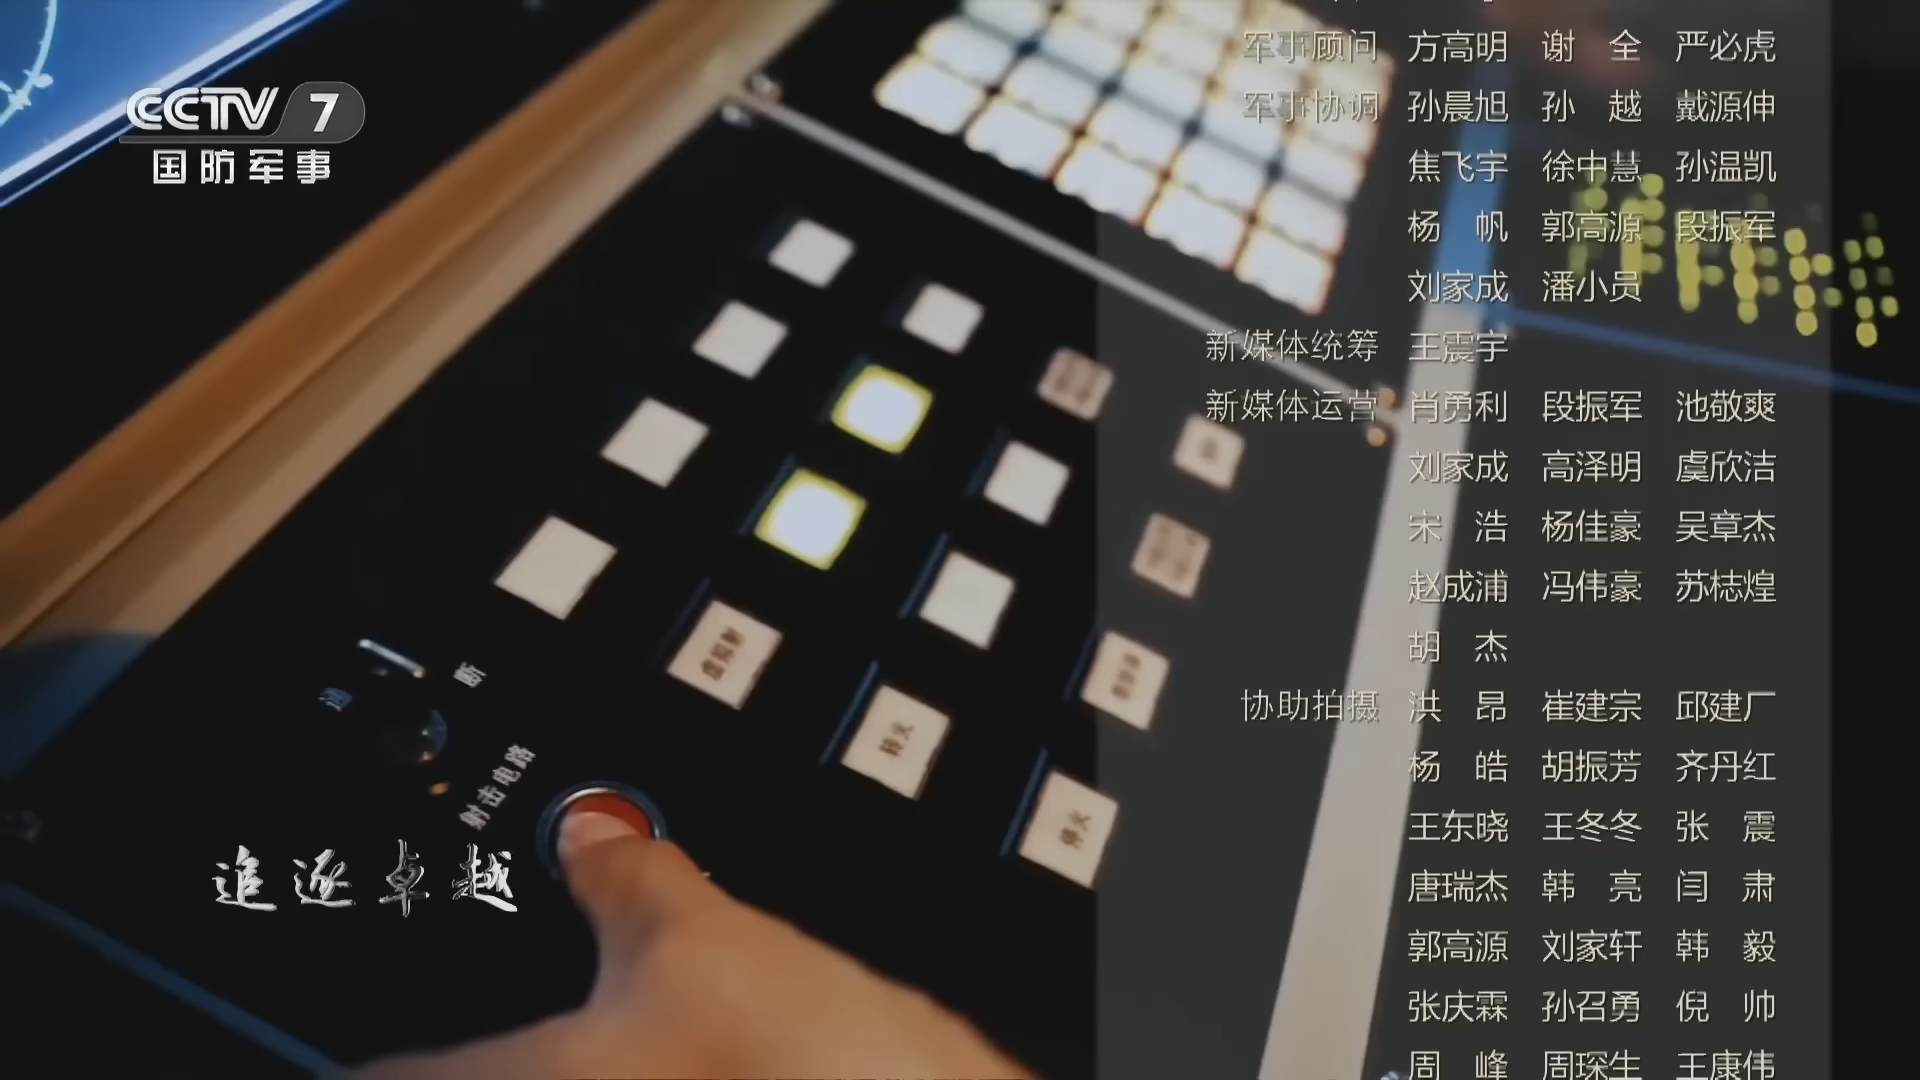 CCTV 7
国防军事
军事顾问 方高明 谢 全 严必虎
军事协调 孙晨旭 孙 越 戴源伸
焦飞宇 徐中慧 孙温凯
杨 帆 郭高源 段振军
刘家成 潘小员
新媒体统筹 王震宇
新媒体运营 肖勇利 段振军 池敬爽
刘家成 高泽明 虞欣洁
宋 浩 杨佳豪 吴章杰
赵成浦 冯伟豪 苏梽煌
胡 杰
协助拍摄 洪 昂 崔建宗 邱建厂
杨 皓 胡振芳 齐丹红
王东晓 王冬冬 张 震
唐瑞杰 韩 亮 闫 肃
郭高源 刘家轩 韩 毅
张庆霖 孙召勇 倪 帅
周 峰 周琛生 王康伟
通
断
射击电路
追逐卓越